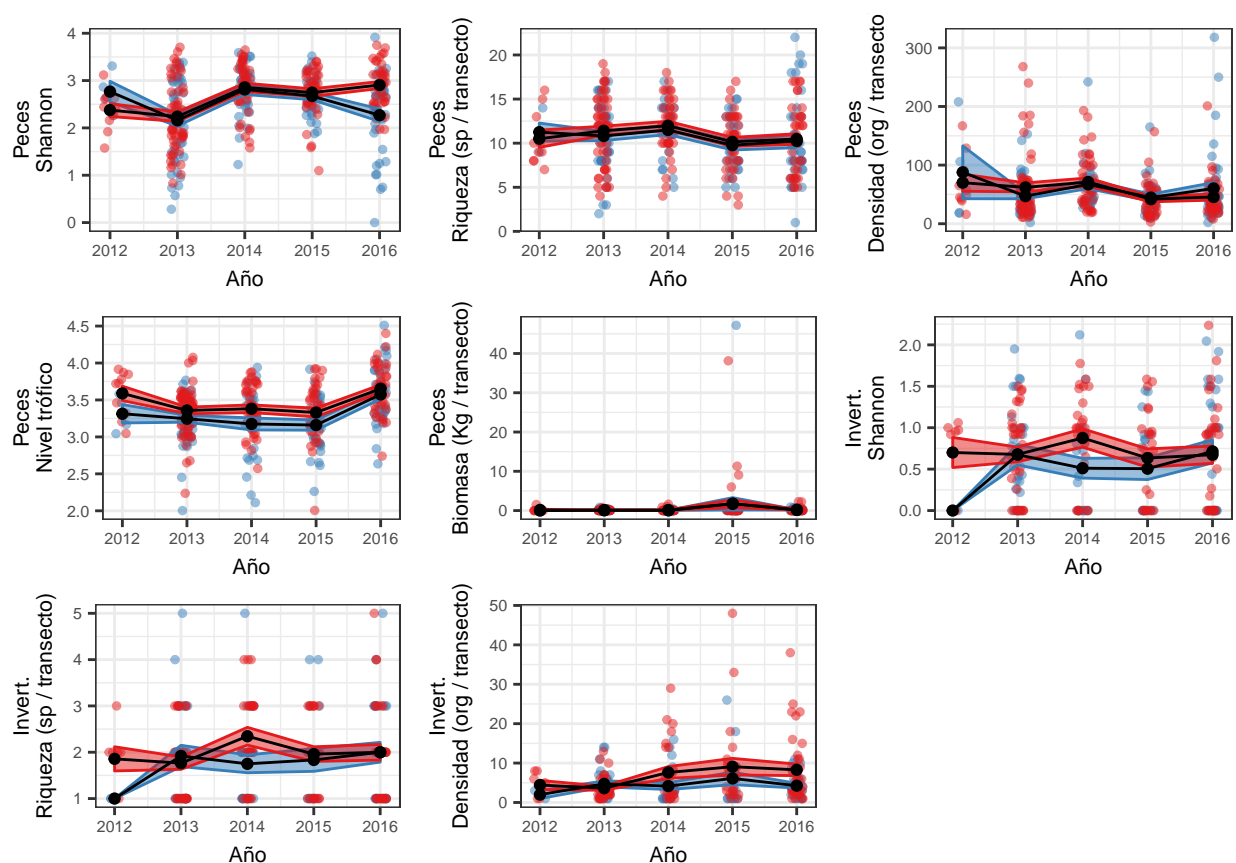 Peces
Shannon
4
3
2
1
0
2012 2013 2014 2015 2016
Año
Peces
Riqueza (sp / transecto)
20
15
10
5
0
2012 2013 2014 2015 2016
Año
Peces
Densidad (org / transecto)
300
200
100
0
2012 2013 2014 2015 2016
Año
Peces
Nivel trófico
4.5
4.0
3.5
3.0
2.5
2.0
2012 2013 2014 2015 2016
Año
Peces
Biomasa (Kg / transecto)
40
30
20
10
0
2012 2013 2014 2015 2016
Año
Invert.
Shannon
2.0
1.5
1.0
0.5
0.0
2012 2013 2014 2015 2016
Año
Invert.
Riqueza (sp / transecto)
5
4
3
2
1
2012 2013 2014 2015 2016
Año
Invert.
Densidad (org / transecto)
50
40
30
20
10
0
2012 2013 2014 2015 2016
Año